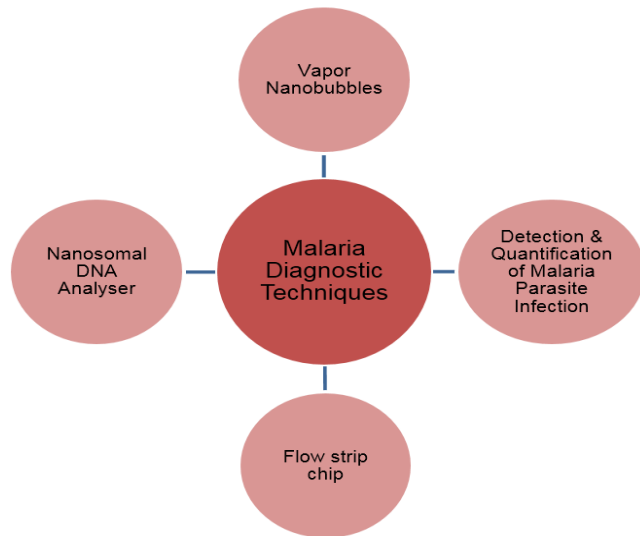 Vapor
Nanobubbles
Nanosomal
DNA
Analyser
Malaria
Diagnostic
Techniques
Detection &
Quantification
of Malaria
Parasite
Infection
Flow strip
chip